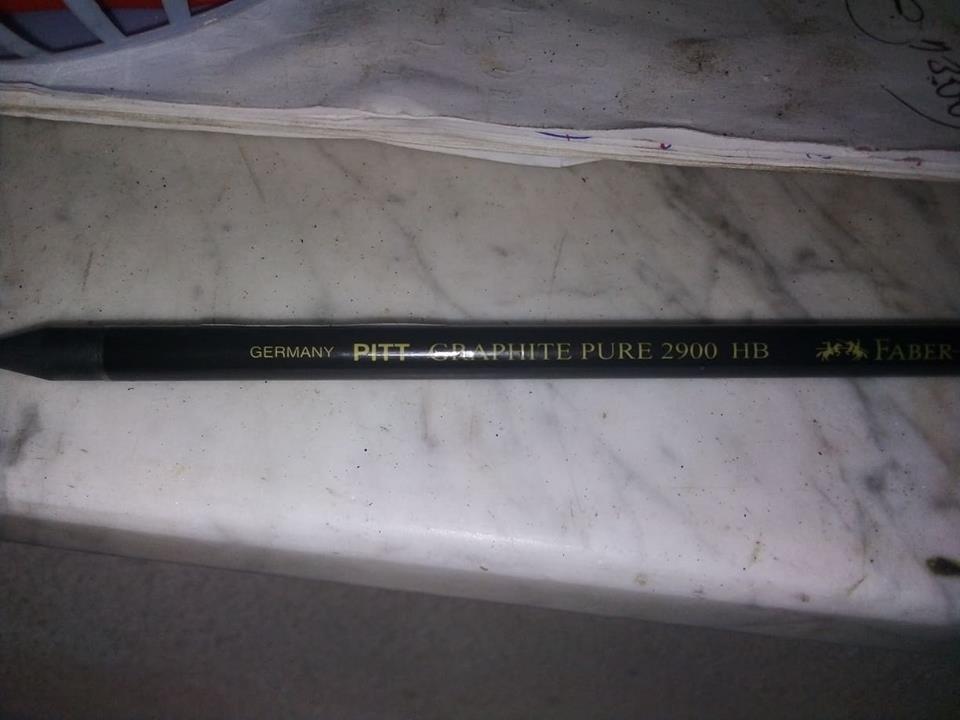 GERMANY PITT GRAPHITE PURE 2900 HB FABER-